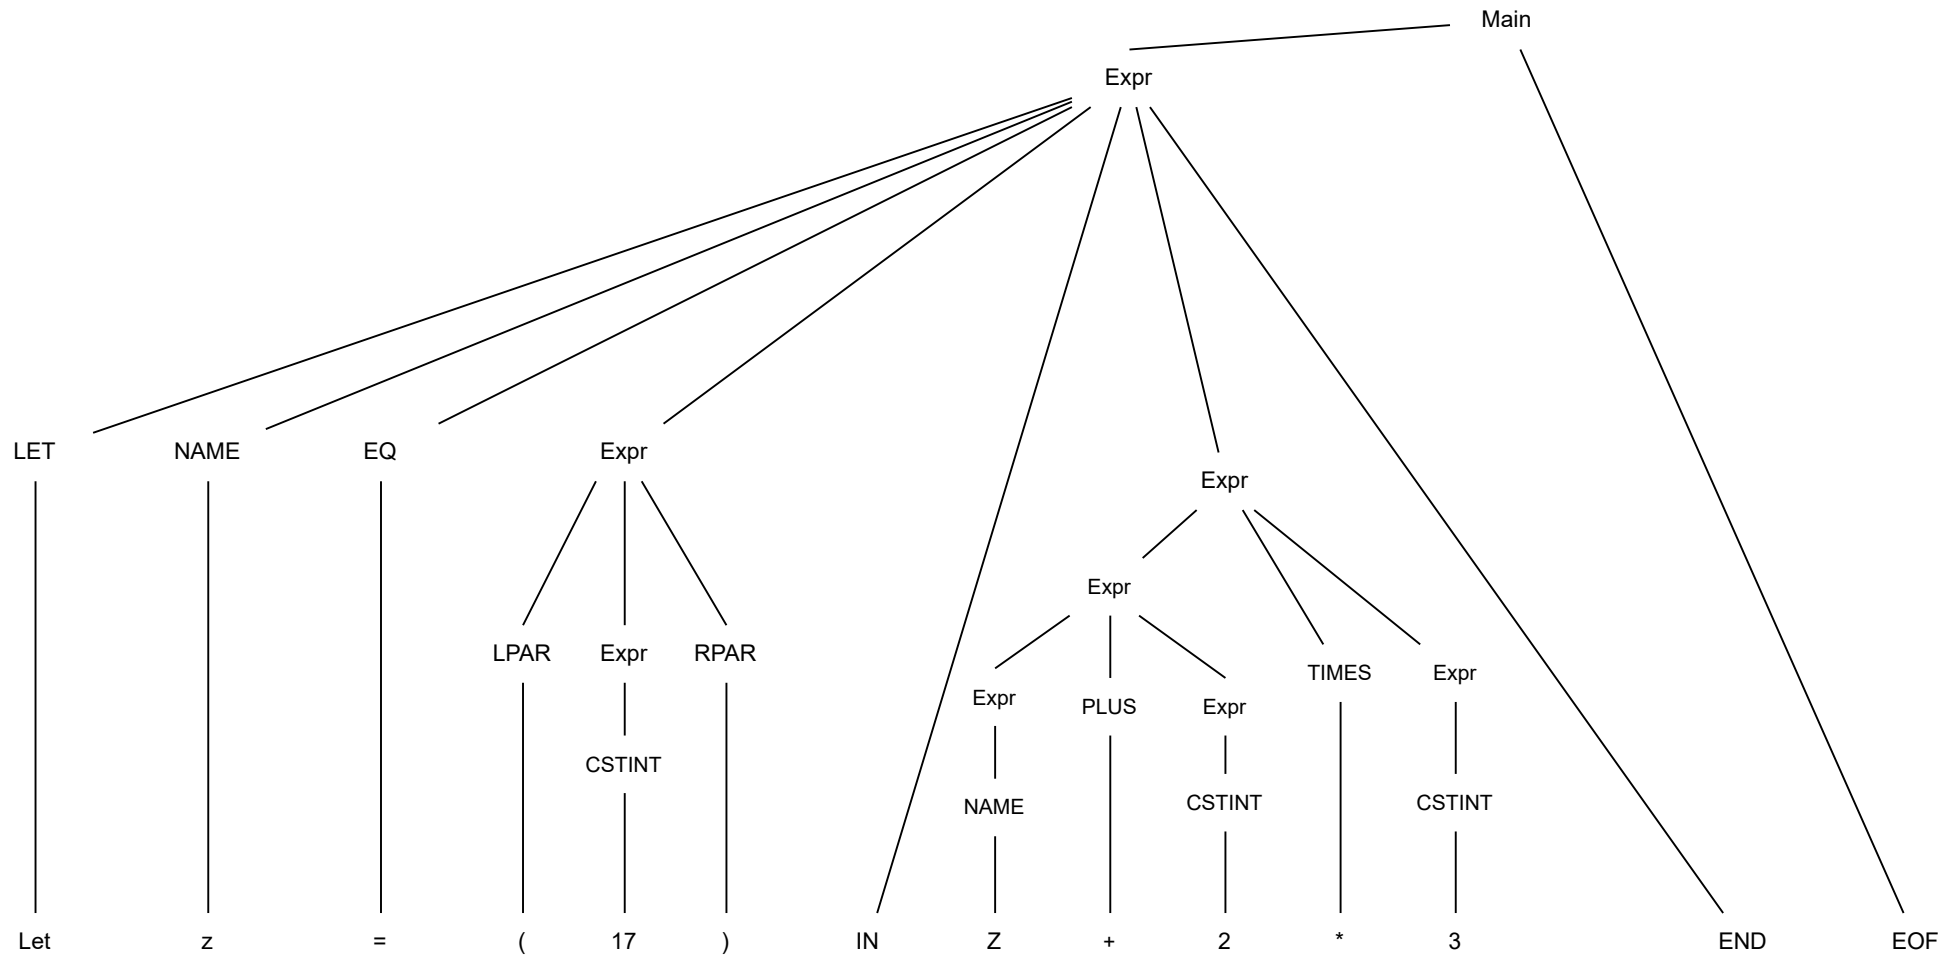 Main
Expr
LET NAME EQ Expr
Expr
Expr
LPAR Expr RPAR
TIMES Expr
Expr PLUS Expr
CSTINT
NAME CSTINT CSTINT
Let z = ( 17 ) IN Z + 2 * 3 END EOF